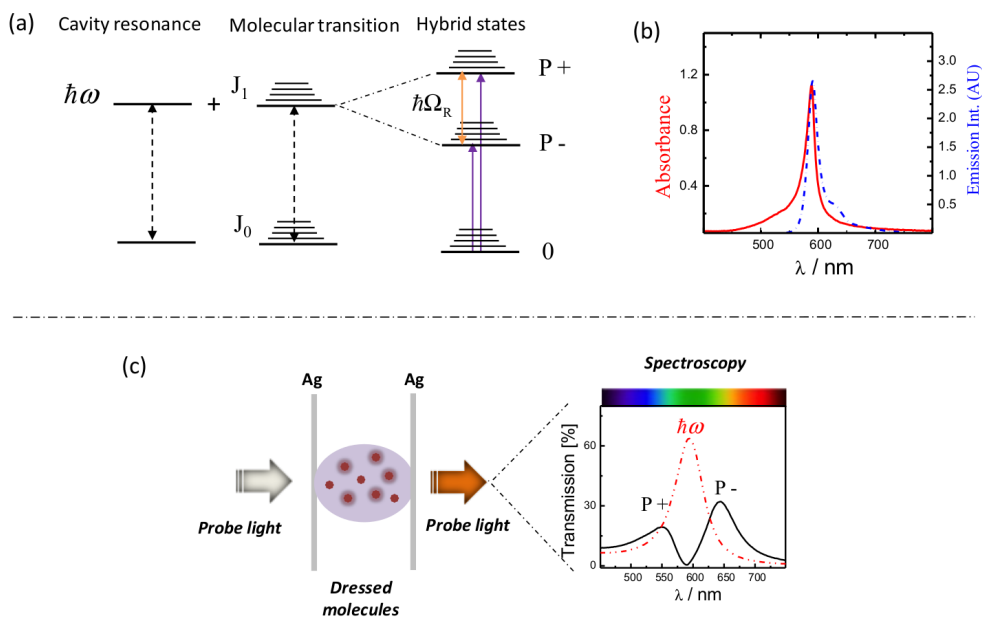 (a)
Cavity resonance
Molecular transition
Hybrid states
ħω
+
J₁
J₀
ħΩ_R
P +
P -
0
(b)
Absorbance
1.2
0.8
0.4
3.0
2.5
2.0
1.5
1.0
0.5
Emission Int. (AU)
500 600 700
λ / nm
(c)
Ag
Ag
Probe light
Probe light
Dressed
molecules
Spectroscopy
Transmission [%]
60
30
0
ħω
P +
P -
500 550 600 650 700
λ / nm